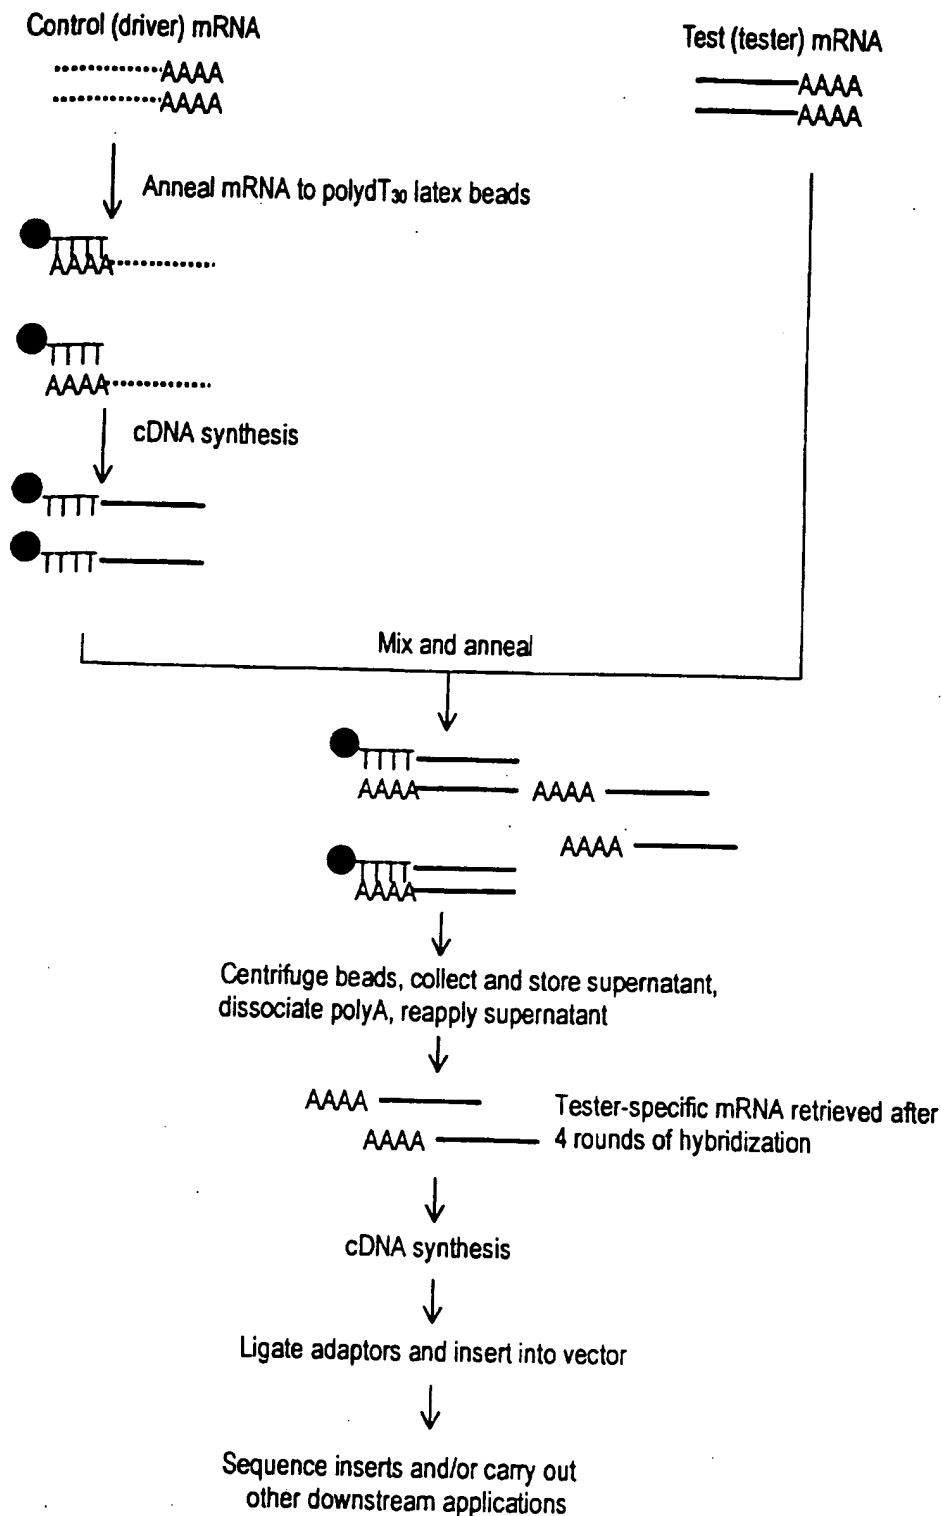 Control (driver) mRNA
AAAA
AAAA
Test (tester) mRNA
AAAA
AAAA
Anneal mRNA to polydT₃₀ latex beads
TTTT
AAAA
TTTT
AAAA
cDNA synthesis
TTTT
TTTT
Mix and anneal
TTTT
AAAA AAAA
AAAA
TTTT
AAAA
Centrifuge beads, collect and store supernatant,
dissociate polyA, reapply supernatant
AAAA
Tester-specific mRNA retrieved after
AAAA
4 rounds of hybridization
cDNA synthesis
Ligate adaptors and insert into vector
Sequence inserts and/or carry out
other downstream applications